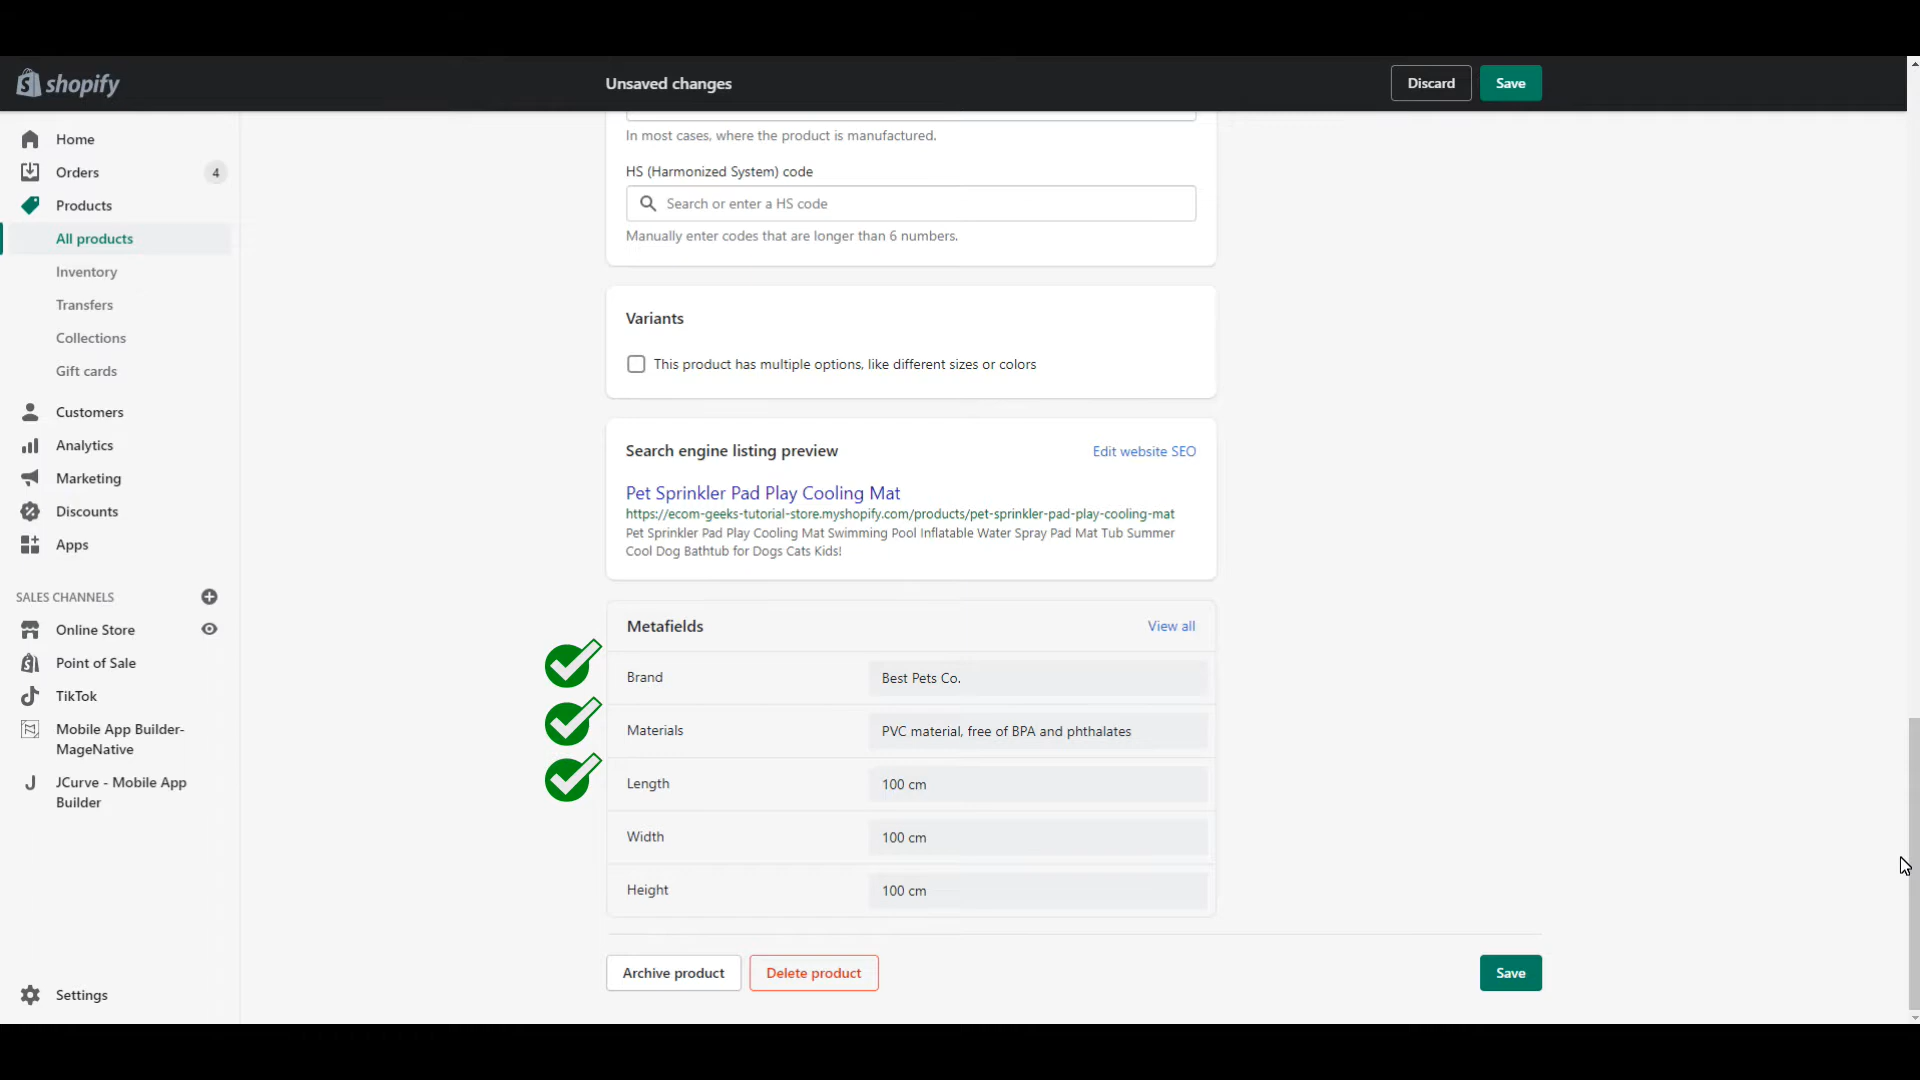 shopify
Unsaved changes
Discard
Save
Home
Orders
4
Products
All products
Inventory
Transfers
Collections
Gift cards
Customers
Analytics
Marketing
Discounts
Apps
SALES CHANNELS
Online Store
Point of Sale
TikTok
Mobile App Builder-
MageNative
J
JCurve - Mobile App
Builder
Settings
In most cases, where the product is manufactured.
HS (Harmonized System) code
Search or enter a HS code
Manually enter codes that are longer than 6 numbers.
Variants
This product has multiple options, like different sizes or colors
Search engine listing preview
Edit website SEO
Pet Sprinkler Pad Play Cooling Mat
https://ecom-geeks-tutorial-store.myshopify.com/products/pet-sprinkler-pad-play-cooling-mat
Pet Sprinkler Pad Play Cooling Mat Swimming Pool Inflatable Water Spray Pad Mat Tub Summer
Cool Dog Bathtub for Dogs Cats Kids!
Metafields
View all
Brand
Best Pets Co.
Materials
PVC material, free of BPA and phthalates
Length
100 cm
Width
100 cm
Height
100 cm
Archive product
Delete product
Save